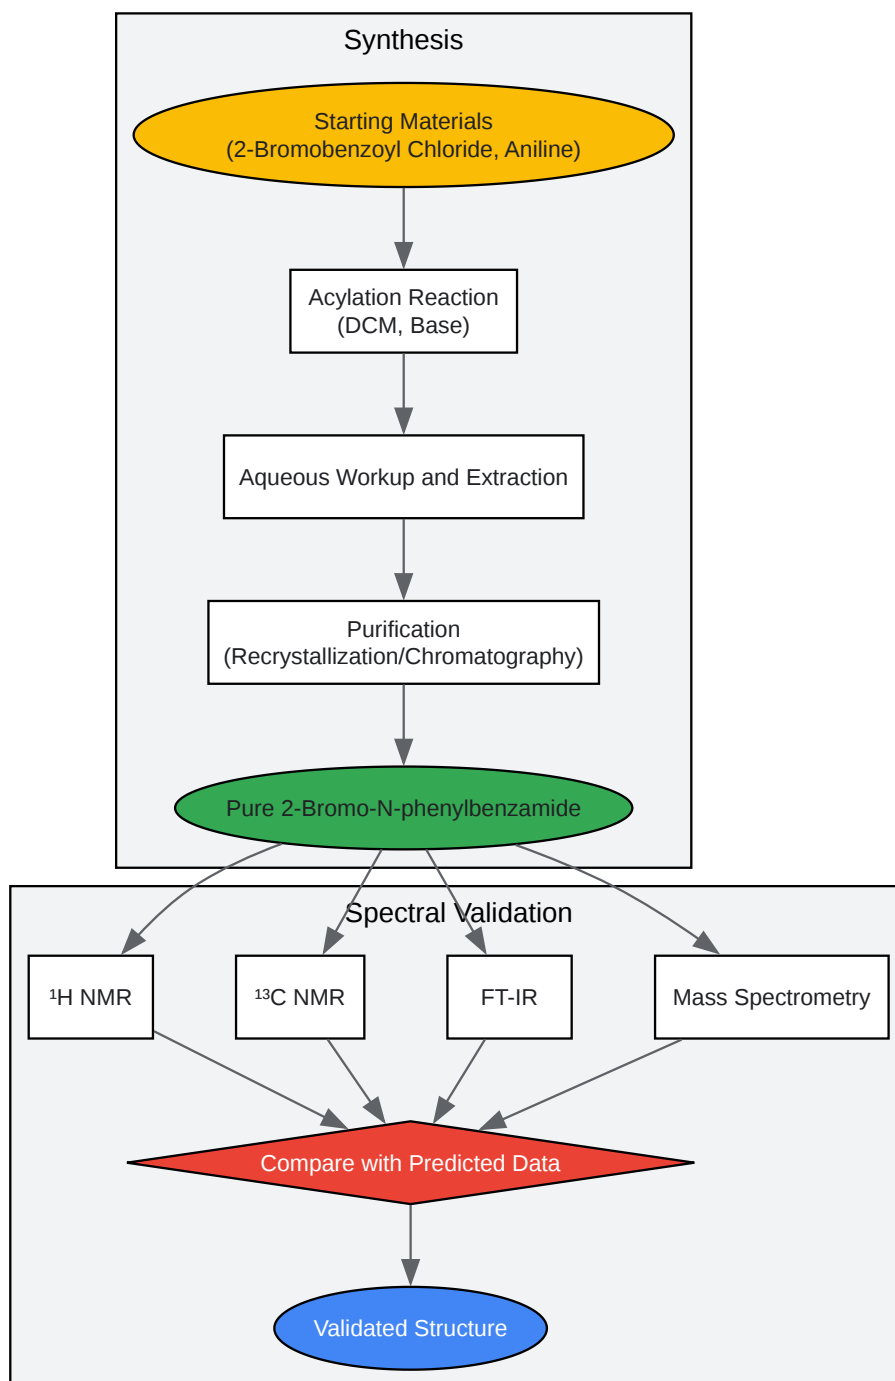 Synthesis
Starting Materials
(2-Bromobenzoyl Chloride, Aniline)
Acylation Reaction
(DCM, Base)
Aqueous Workup and Extraction
Purification
(Recrystallization/Chromatography)
Pure 2-Bromo-N-phenylbenzamide
Spectral Validation
¹H NMR
¹³C NMR
FT-IR
Mass Spectrometry
Compare with Predicted Data
Validated Structure